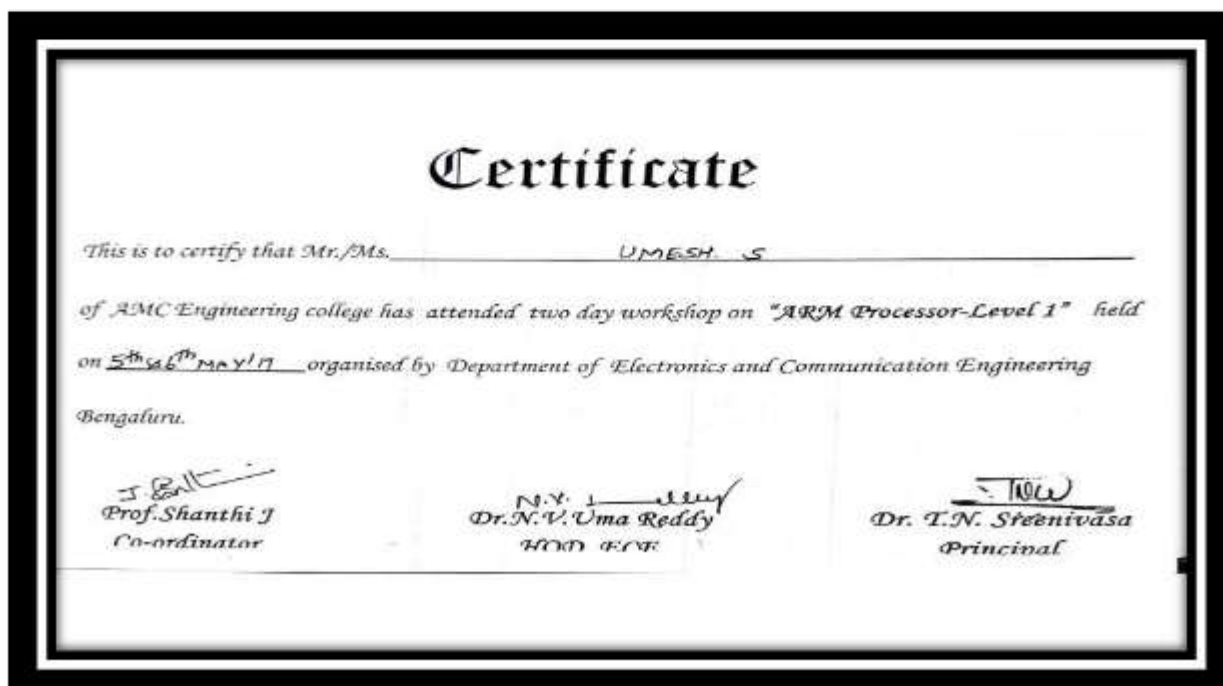 Certificate
This is to certify that Mr./Ms. UMESH. S
of AMC Engineering college has attended two day workshop on "ARM Processor-Level 1" held
on 5th & 6th MAY'17 organised by Department of Electronics and Communication Engineering
Bengaluru.
Prof.Shanthi J
Dr.N.V.Uma Reddy
Dr. T.N. Sreenivasa
Co-ordinator
HOD ECE
Principal